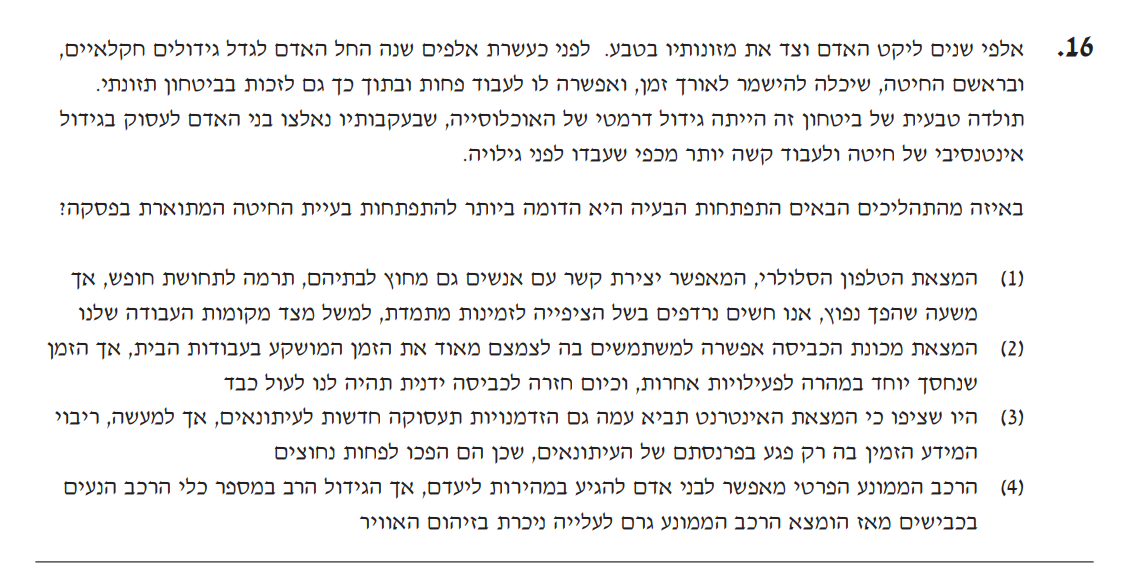 16. אלפי שנים ליקט האדם וצד את מזונותיו בטבע. לפני כעשרת אלפים שנה החל האדם לגדל גידולים חקלאיים,
ובראשם החיטה, שיכלה להישמר לאורך זמן, ואפשרה לו לעבוד פחות ובתוך כך גם לזכות בביטחון תזונתי.
תולדה טבעית של ביטחון זה הייתה גידול דרמטי של האוכלוסייה, שבעקבותיו נאלצו בני האדם לעסוק בגידול
אינטנסיבי של חיטה ולעבוד קשה יותר מכפי שעבדו לפני גילויה.
באיזה מהתהליכים הבאים התפתחות הבעיה היא הדומה ביותר להתפתחות בעיית החיטה המתוארת בפסקה?
(1) המצאת הטלפון הסלולרי, המאפשר יצירת קשר עם אנשים גם מחוץ לבתיהם, תרמה לתחושת חופש, אך
משעה שהפך נפוץ, אנו חשים נרדפים בשל הציפייה לזמינות מתמדת, למשל מצד מקומות העבודה שלנו
(2) המצאת מכונת הכביסה אפשרה למשתמשים בה לצמצם מאוד את הזמן המושקע בעבודות הבית, אך הזמן
שנחסך יוחד במהרה לפעילויות אחרות, וכיום חזרה לכביסה ידנית תהיה לנו לעול כבד
(3) היו שציפו כי המצאת האינטרנט תביא עמה גם הזדמנויות תעסוקה חדשות לעיתונאים, אך למעשה, ריבוי
המידע הזמין בה רק פגע בפרנסתם של העיתונאים, שכן הם הפכו לפחות נחוצים
(4) הרכב הממונע הפרטי מאפשר לבני אדם להגיע במהירות ליעדם, אך הגידול הרב במספר כלי הרכב הנעים
בכבישים מאז הומצא הרכב הממונע גרם לעלייה ניכרת בזיהום האוויר